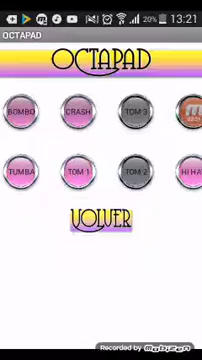 20% 13:21
OCTAPAD
OCTAPAD
BOMBO CRASH TOM 3
TUMBA TOM 1 TOM 2 HI HA
VOLVER
Recorded by Mobizen